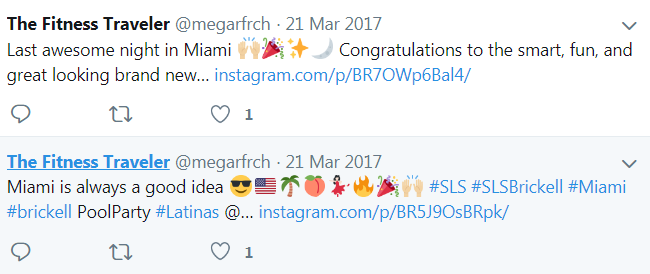 The Fitness Traveler @megarfrch · 21 Mar 2017
Last awesome night in Miami 🙌🏻🎉✨🌙 Congratulations to the smart, fun, and
great looking brand new… instagram.com/p/BR7OWp6Bal4/
1
The Fitness Traveler @megarfrch · 21 Mar 2017
Miami is always a good idea 😎🇺🇸🌴🍑💃🏻🔥🎉🙌🏻 #SLS #SLSBrickell #Miami
#brickell PoolParty #Latinas @… instagram.com/p/BR5J9OsBRpk/
1